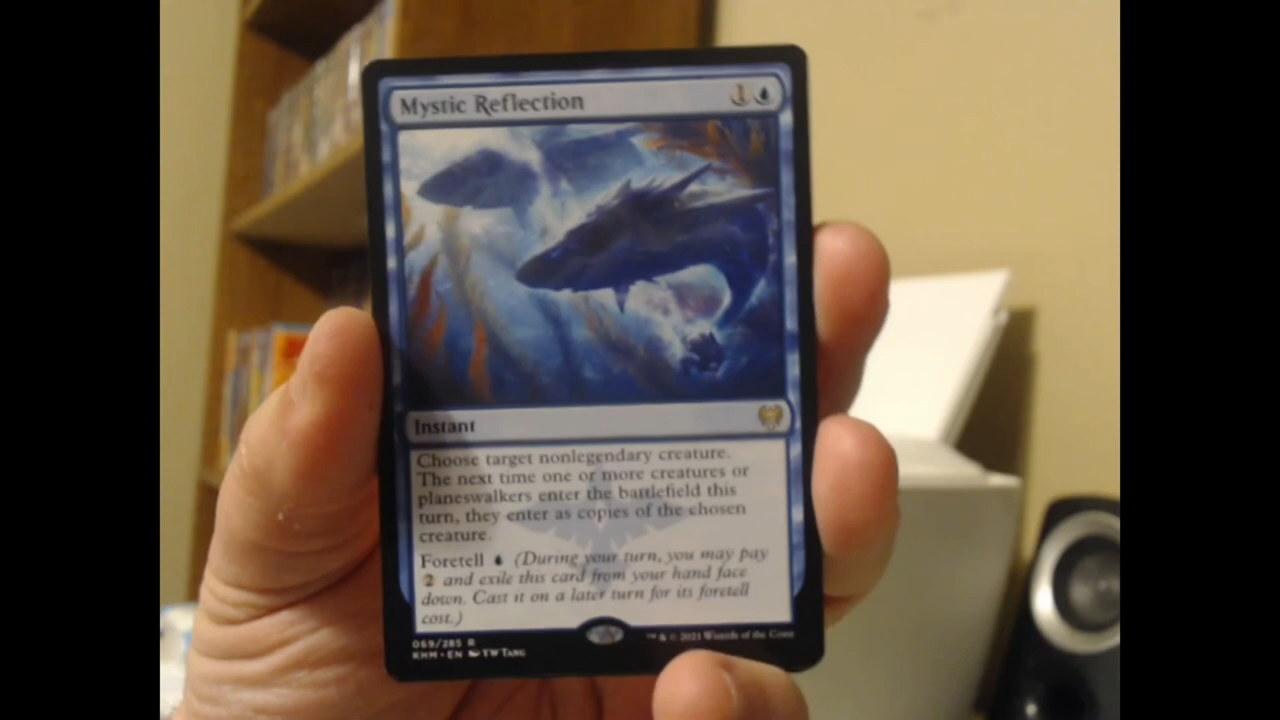 Mystic Reflection 1
Instant
Choose target nonlegendary creature.
The next time one or more creatures or
planeswalkers enter the battlefield this
turn, they enter as copies of the chosen
creature.
Foretell (During your turn, you may pay
2 and exile this card from your hand face
down. Cast it on a later turn for its foretell
cost.)
069/285 R
KHM • EN YW Tang
™ & © 2021 Wizards of the Coast